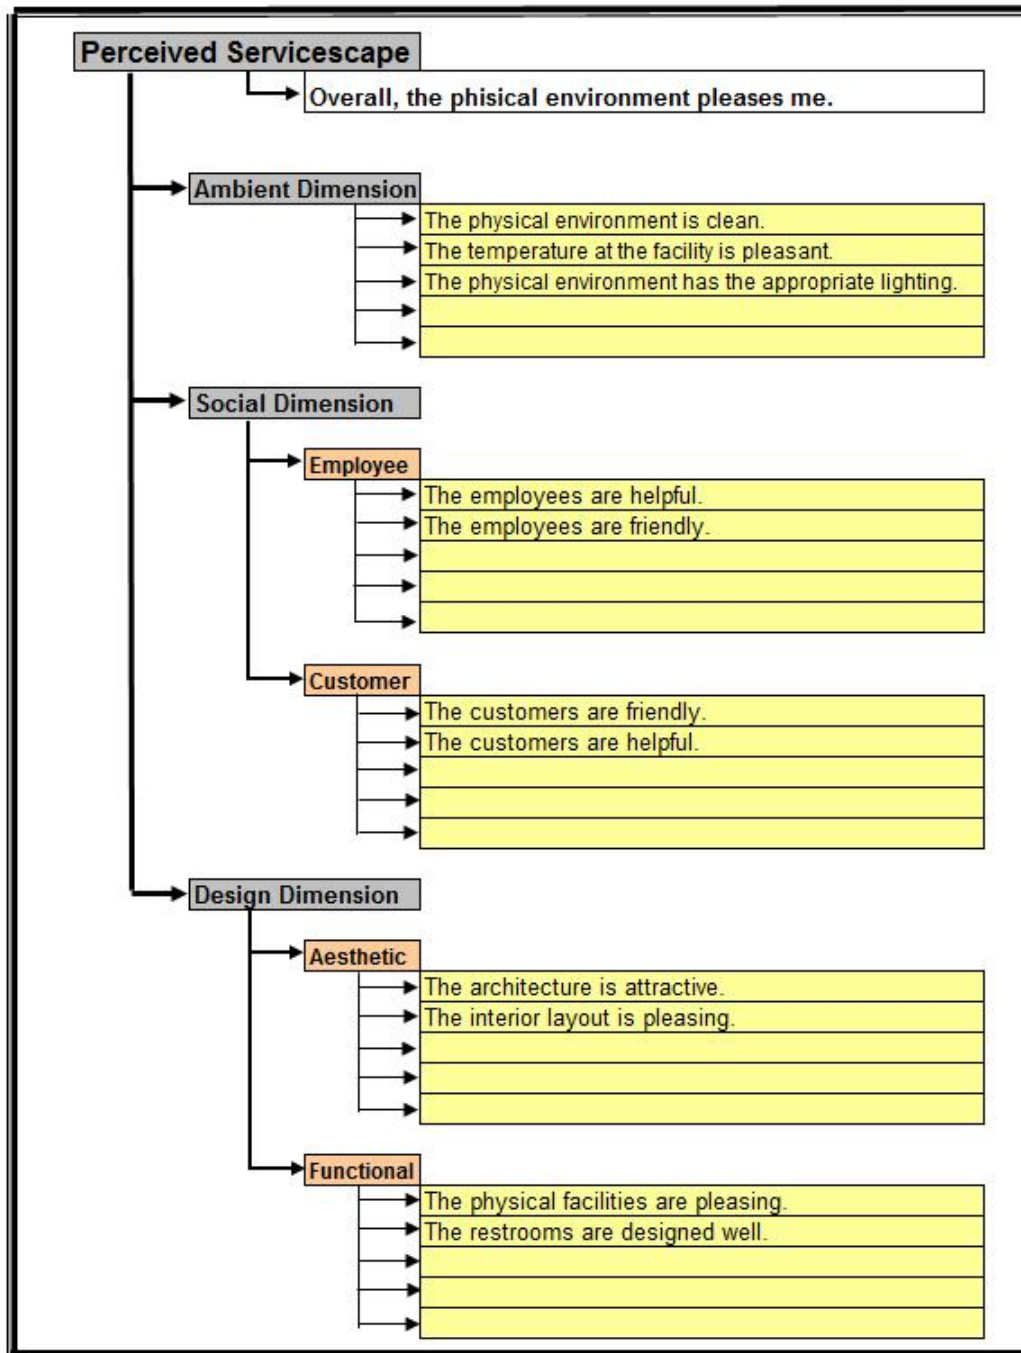 Perceived Servicescape
Overall, the phisical environment pleases me.
Ambient Dimension
The physical environment is clean.
The temperature at the facility is pleasant.
The physical environment has the appropriate lighting.
Social Dimension
Employee
The employees are helpful.
The employees are friendly.
Customer
The customers are friendly.
The customers are helpful.
Design Dimension
Aesthetic
The architecture is attractive.
The interior layout is pleasing.
Functional
The physical facilities are pleasing.
The restrooms are designed well.